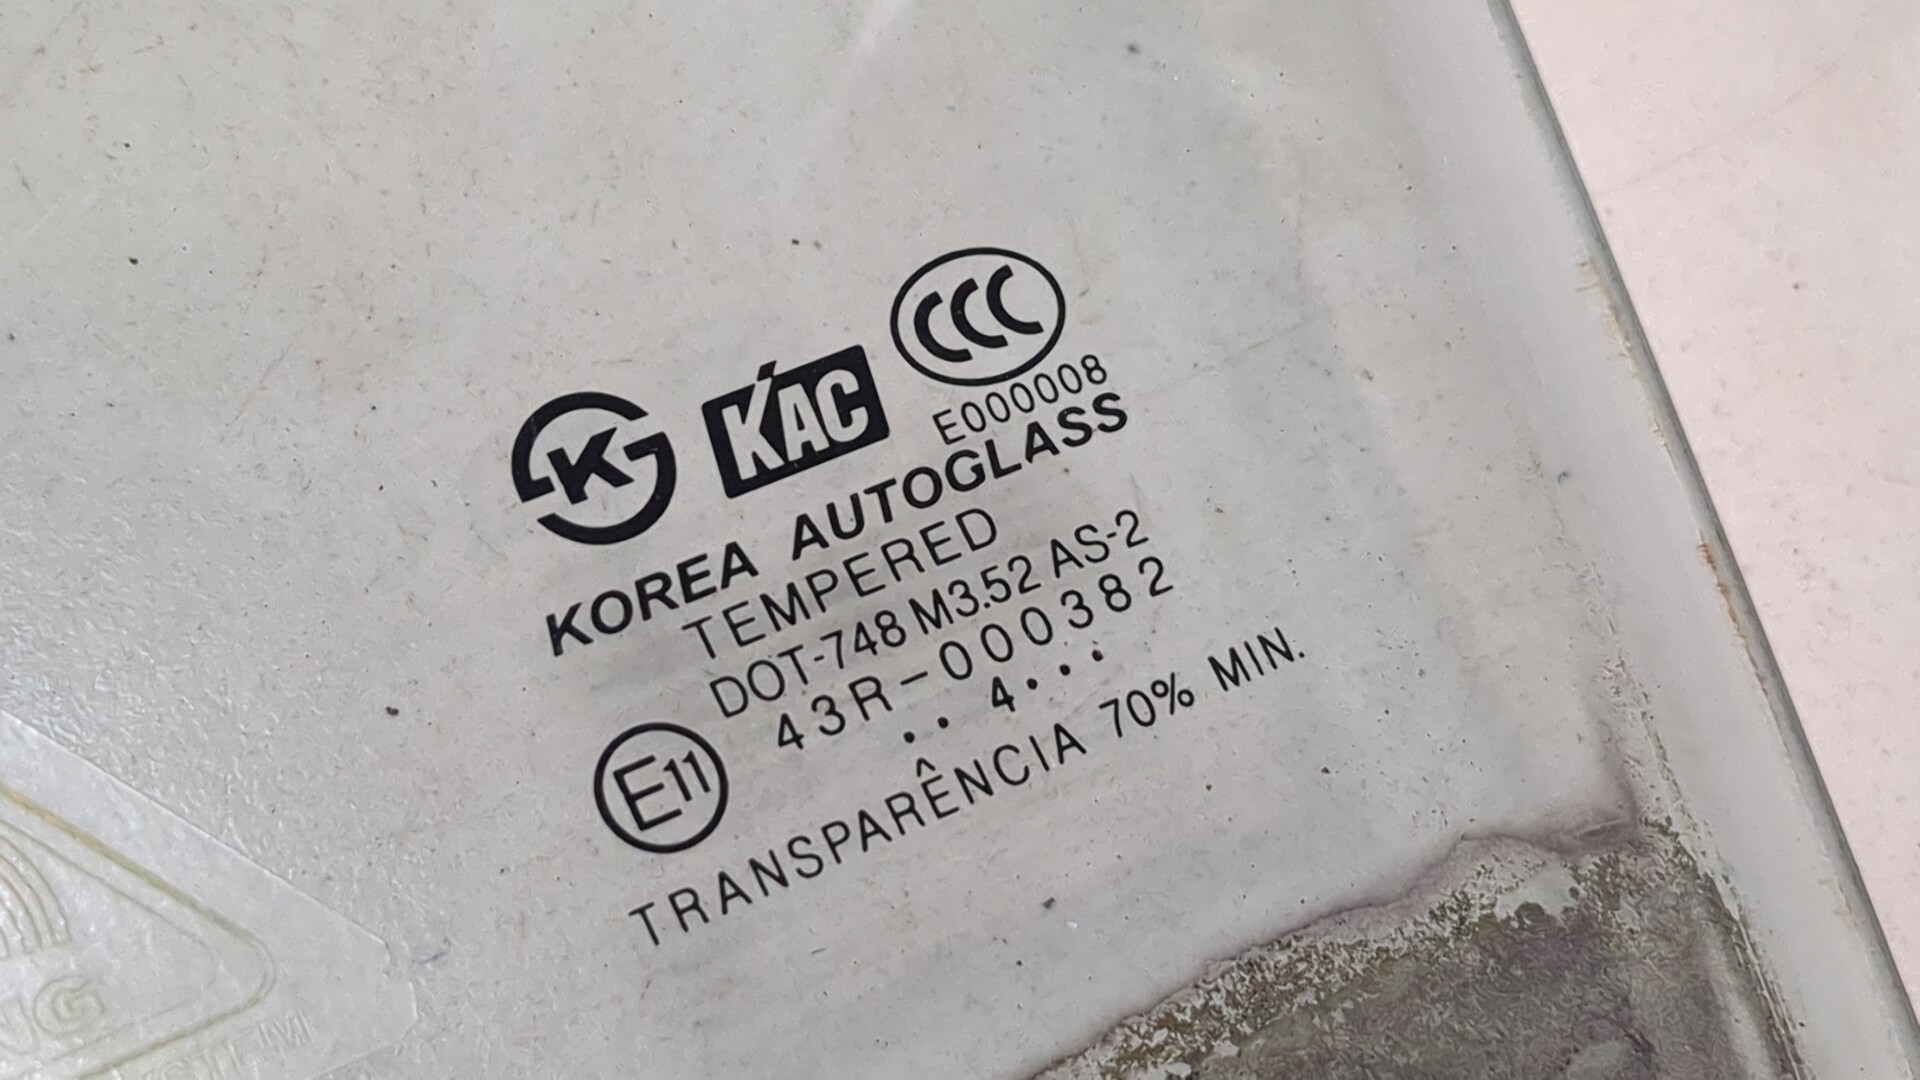 CCC
K KAC
E000008
KOREA AUTOGLASS
TEMPERED
DOT-748 M3.52 AS-2
43R-000382
E11
••4•••
TRANSPARÊNCIA 70% MIN.